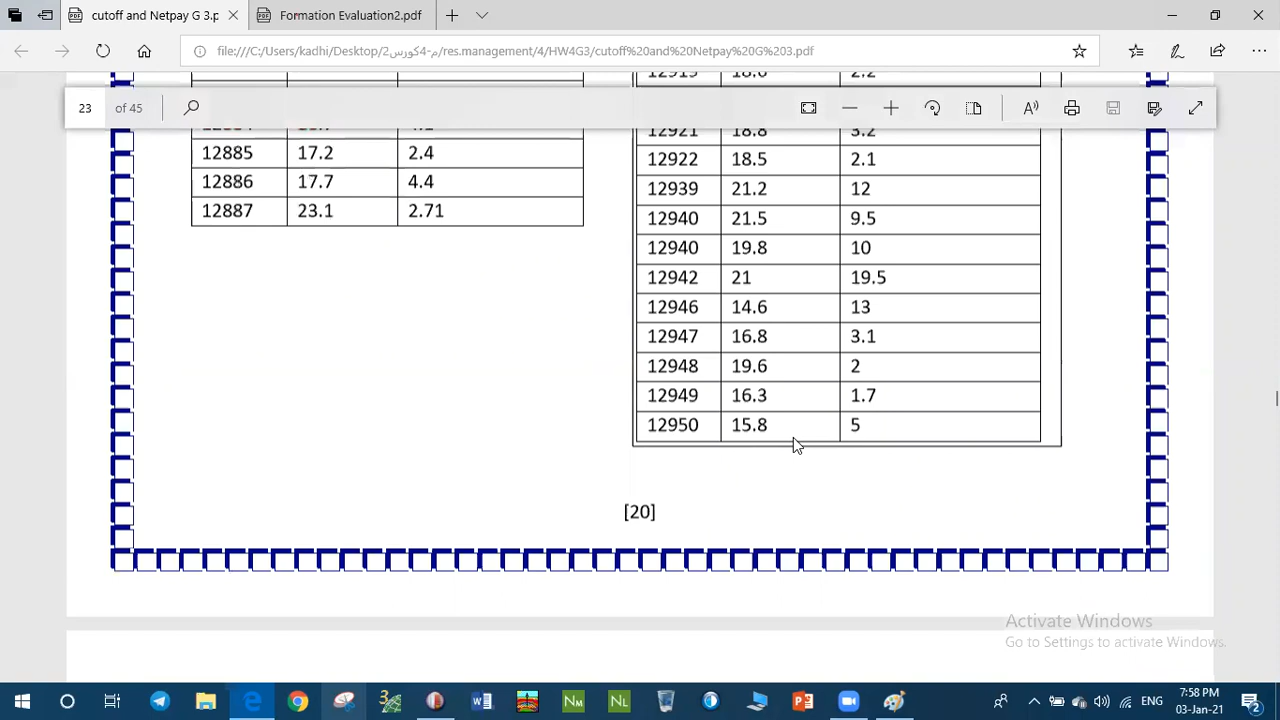 cutoff and Netpay G 3.p
Formation Evaluation2.pdf
file:///C:/Users/kadhi/Desktop/2م-4كورس/res.management/4/HW4G3/cutoff%20and%20Netpay%20G%203.pdf
23 of 45
12885 17.2 2.4
12886 17.7 4.4
12887 23.1 2.71
12921 18.8 3.2
12922 18.5 2.1
12939 21.2 12
12940 21.5 9.5
12940 19.8 10
12942 21 19.5
12946 14.6 13
12947 16.8 3.1
12948 19.6 2
12949 16.3 1.7
12950 15.8 5
[20]
Activate Windows
Go to Settings to activate Windows.
ENG
7:58 PM
03-Jan-21
2